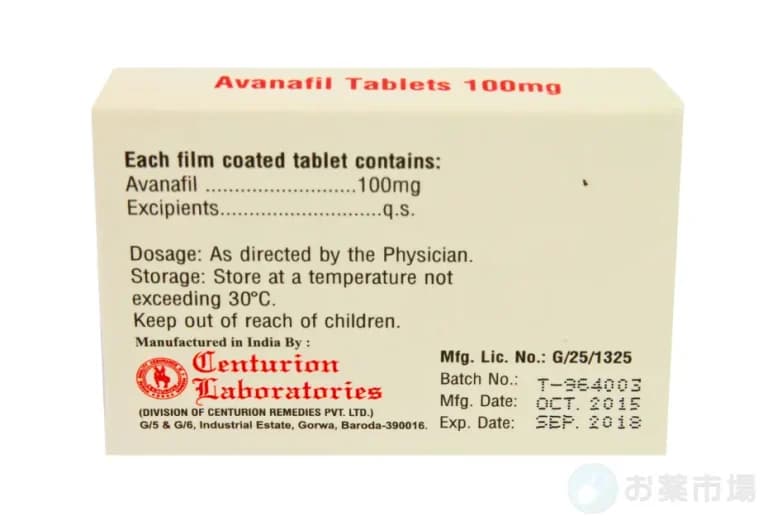 Avanafil Tablets 100mg
Each film coated tablet contains:
Avanafil ..........................100mg
Excipients............................q.s.
Dosage: As directed by the Physician.
Storage: Store at a temperature not
exceeding 30°C.
Keep out of reach of children.
Manufactured in India By :
Centurion
Laboratories
(DIVISION OF CENTURION REMEDIES PVT. LTD.)
G/5 & G/6, Industrial Estate, Gorwa, Baroda-390016.
Mfg. Lic. No.: G/25/1325
Batch No.: T-964003
Mfg. Date: OCT. 2015
Exp. Date: SEP. 2018
お薬市場